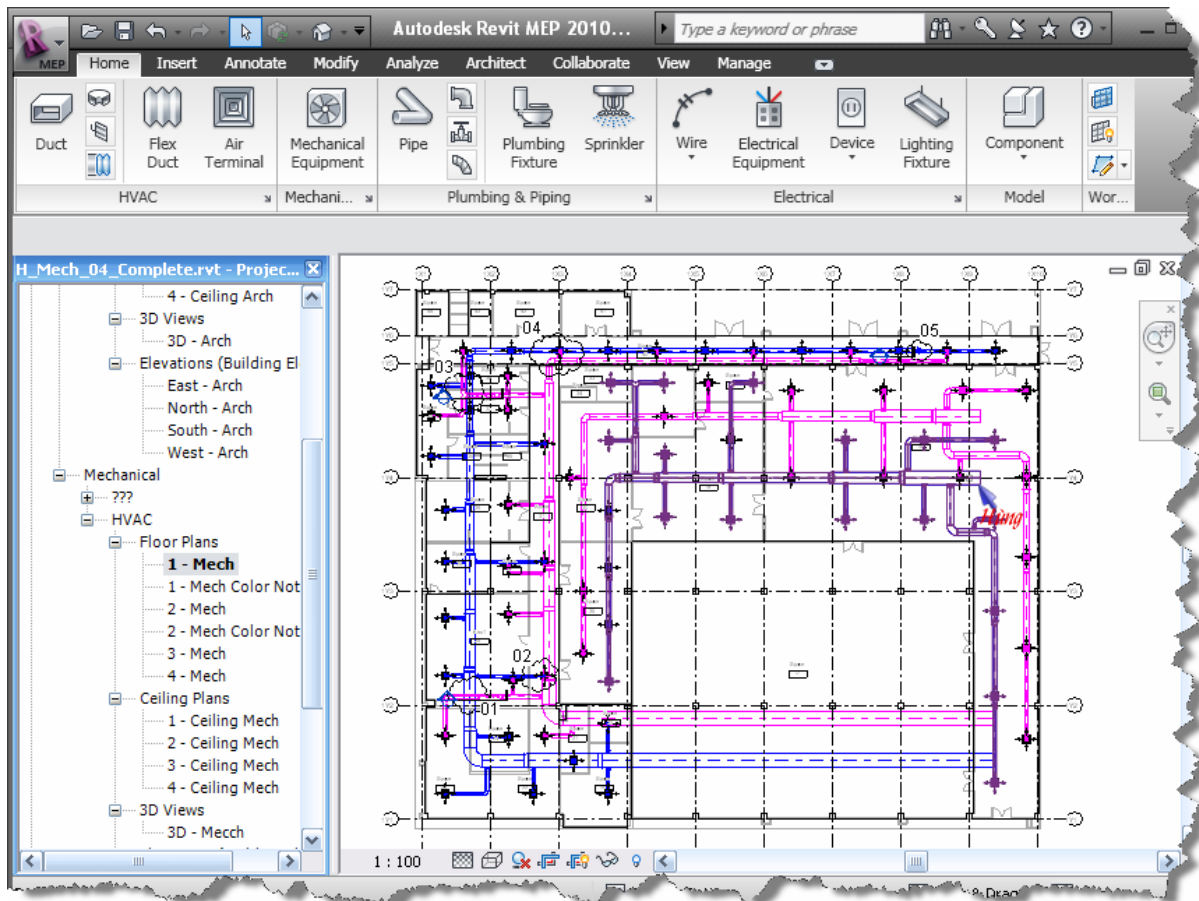 Autodesk Revit MEP 2010...
Type a keyword or phrase
MEP
Home Insert Annotate Modify Analyze Architect Collaborate View Manage
Duct
Flex Duct
Air Terminal
Mechanical Equipment
Pipe
Plumbing Fixture
Sprinkler
Wire
Electrical Equipment
Device
Lighting Fixture
Component
HVAC
Mechani...
Plumbing & Piping
Electrical
Model
Wor...
H_Mech_04_Complete.rvt - Projec...
4 - Ceiling Arch
3D Views
3D - Arch
Elevations (Building El
East - Arch
North - Arch
South - Arch
West - Arch
Mechanical
???
HVAC
Floor Plans
1 - Mech
1 - Mech Color Not
2 - Mech
2 - Mech Color Not
3 - Mech
4 - Mech
Ceiling Plans
1 - Ceiling Mech
2 - Ceiling Mech
3 - Ceiling Mech
4 - Ceiling Mech
3D Views
3D - Mecch
04
05
03
Hùng
02
01
1 : 100
& Drag